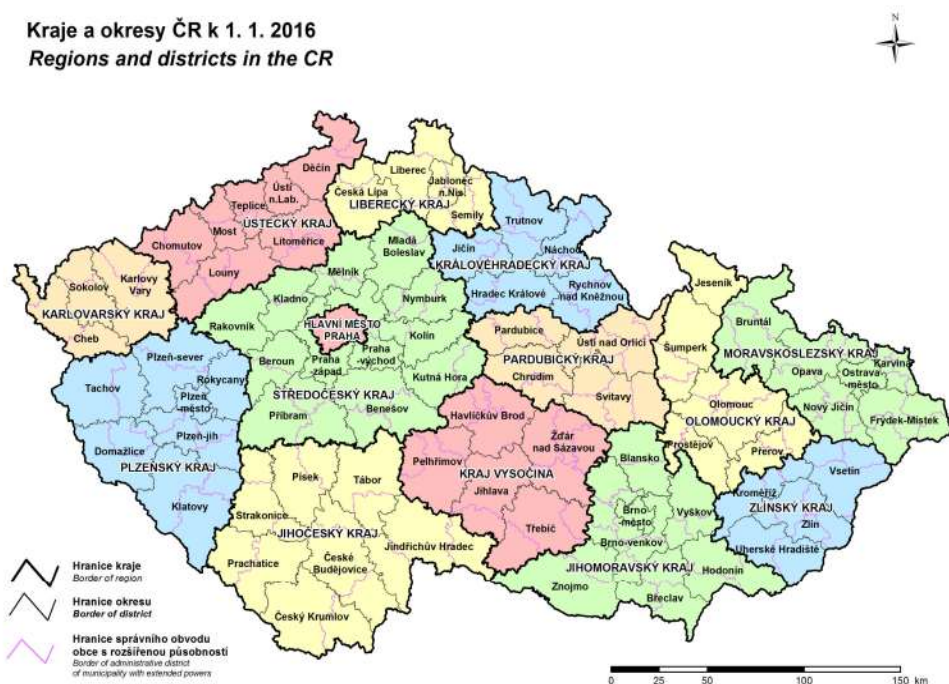 Kraje a okresy ČR k 1. 1. 2016
Regions and districts in the CR
N
Děčín
Ústí
n.Lab.
Teplice
Most
ÚSTECKÝ KRAJ
Chomutov
Litoměřice
Louny
Liberec
Česká Lípa
Jablonec
n.Nis.
LIBERECKÝ KRAJ
Semily
Trutnov
Jičín
Náchod
KRÁLOVÉHRADECKÝ KRAJ
Hradec Králové
Rychnov
nad Kněžnou
Sokolov
Karlovy
Vary
KARLOVARSKÝ KRAJ
Cheb
Mladá
Boleslav
Mělník
Kladno
Nymburk
Rakovník
HLAVNÍ MĚSTO
PRAHA
Kolín
Beroun
Praha
západ
Praha
-východ
Kutná Hora
STŘEDOČESKÝ KRAJ
Příbram
Benešov
Plzeň-sever
Rokycany
Tachov
Plzeň
město
Plzeň-jih
Domažlice
PLZEŇSKÝ KRAJ
Klatovy
Pardubice
Ústí nad Orlicí
PARDUBICKÝ KRAJ
Chrudim
Svitavy
Jeseník
Šumperk
Olomouc
OLOMOUCKÝ KRAJ
Prostějov
Přerov
Bruntál
MORAVSKOSLEZSKÝ KRAJ
Karviná
Opava
Ostrava-
město
Nový Jičín
Frýdek-Místek
Havlíčkův Brod
Žďár
nad Sázavou
Pelhřimov
KRAJ VYSOČINA
Jihlava
Třebíč
Písek
Tábor
Strakonice
JIHOČESKÝ KRAJ
Jindřichův Hradec
Prachatice
České
Budějovice
Český Krumlov
Blansko
Brno-
město
Vyškov
Brno-venkov
JIHOMORAVSKÝ KRAJ
Hodonín
Znojmo
Břeclav
Vsetín
Kroměříž
ZLÍNSKÝ KRAJ
Zlín
Uherské Hradiště
Hranice kraje
Border of region
Hranice okresu
Border of district
Hranice správního obvodu
obce s rozšířenou působností
Border of administrative district
of municipality with extended powers
0 25 50 100 150 km